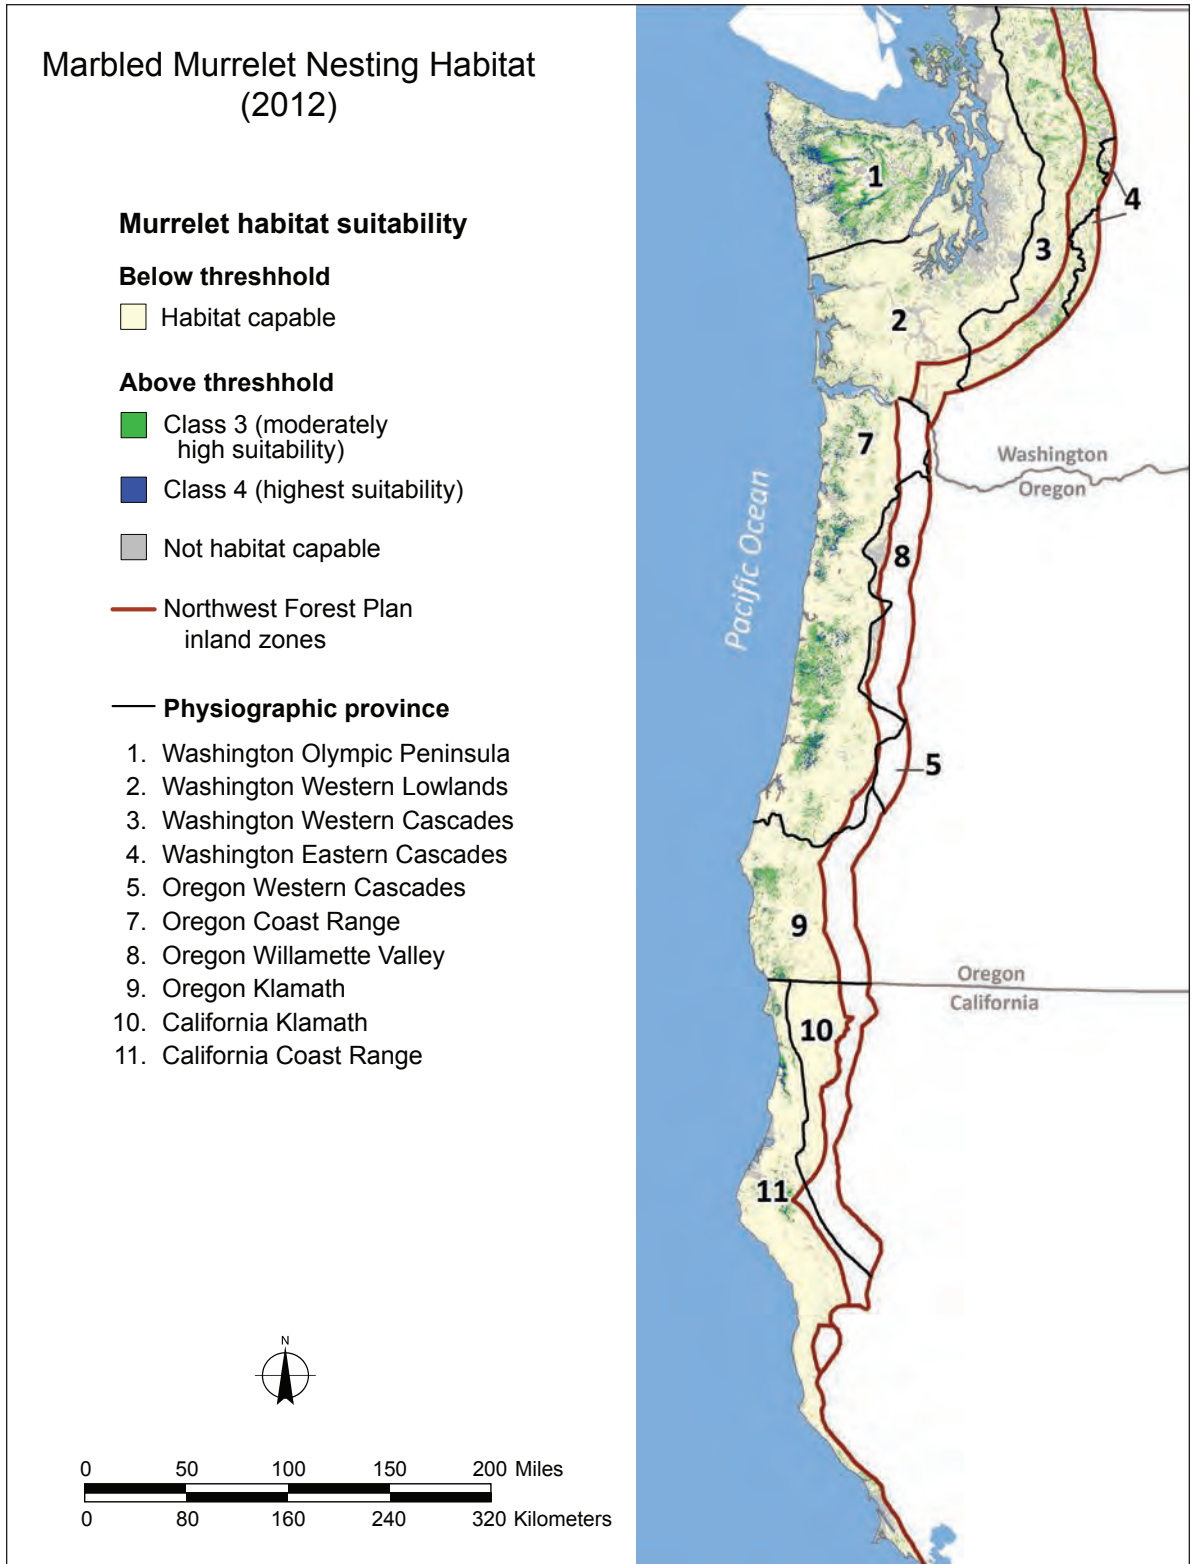 Marbled Murrelet Nesting Habitat
(2012)
Murrelet habitat suitability
Below threshhold
Habitat capable
Above threshhold
Class 3 (moderately
high suitability)
Class 4 (highest suitability)
Not habitat capable
Northwest Forest Plan
inland zones
Physiographic province
1. Washington Olympic Peninsula
2. Washington Western Lowlands
3. Washington Western Cascades
4. Washington Eastern Cascades
5. Oregon Western Cascades
7. Oregon Coast Range
8. Oregon Willamette Valley
9. Oregon Klamath
10. California Klamath
11. California Coast Range
N
0 50 100 150 200 Miles
0 80 160 240 320 Kilometers
1
4
3
2
7
Washington
Oregon
Pacific Ocean
8
5
9
Oregon
California
10
11